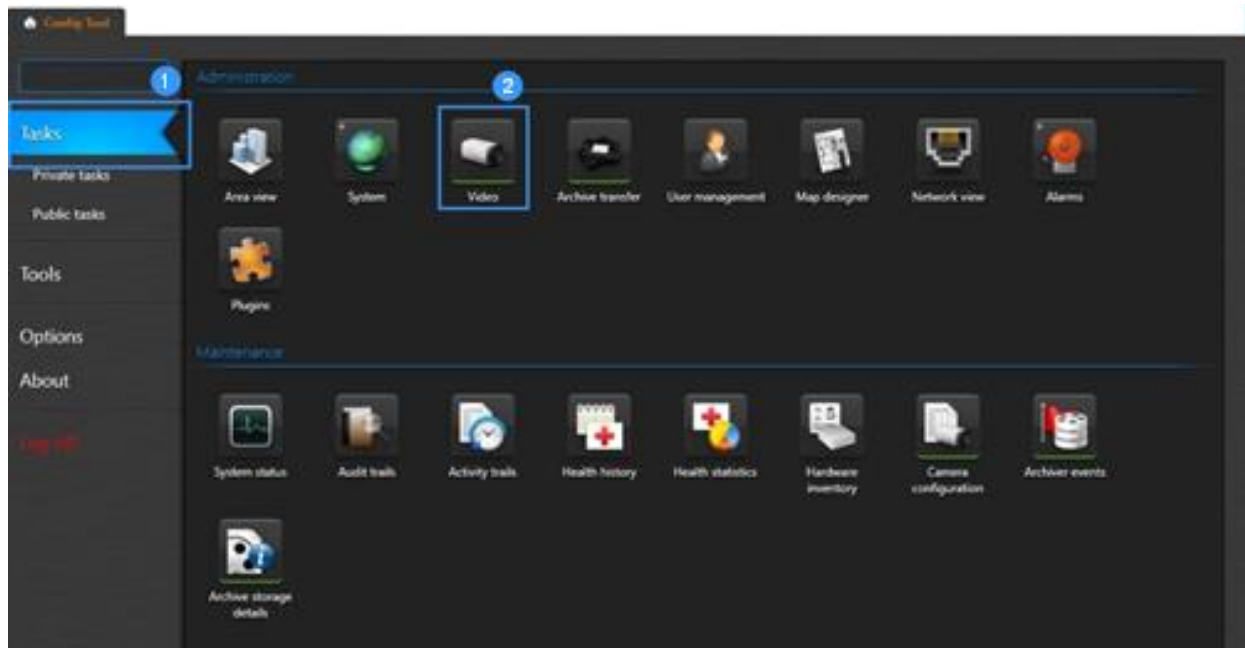 Config Tool
1
Administration
2
Tasks
Private tasks
Public tasks
Tools
Options
About
Log off
Area view
System
Video
Archive transfer
User management
Map designer
Network view
Alarms
Plugins
Maintenance
System status
Audit trails
Activity trails
Health history
Health statistics
Hardware
inventory
Camera
configuration
Archiver events
Archive storage
details